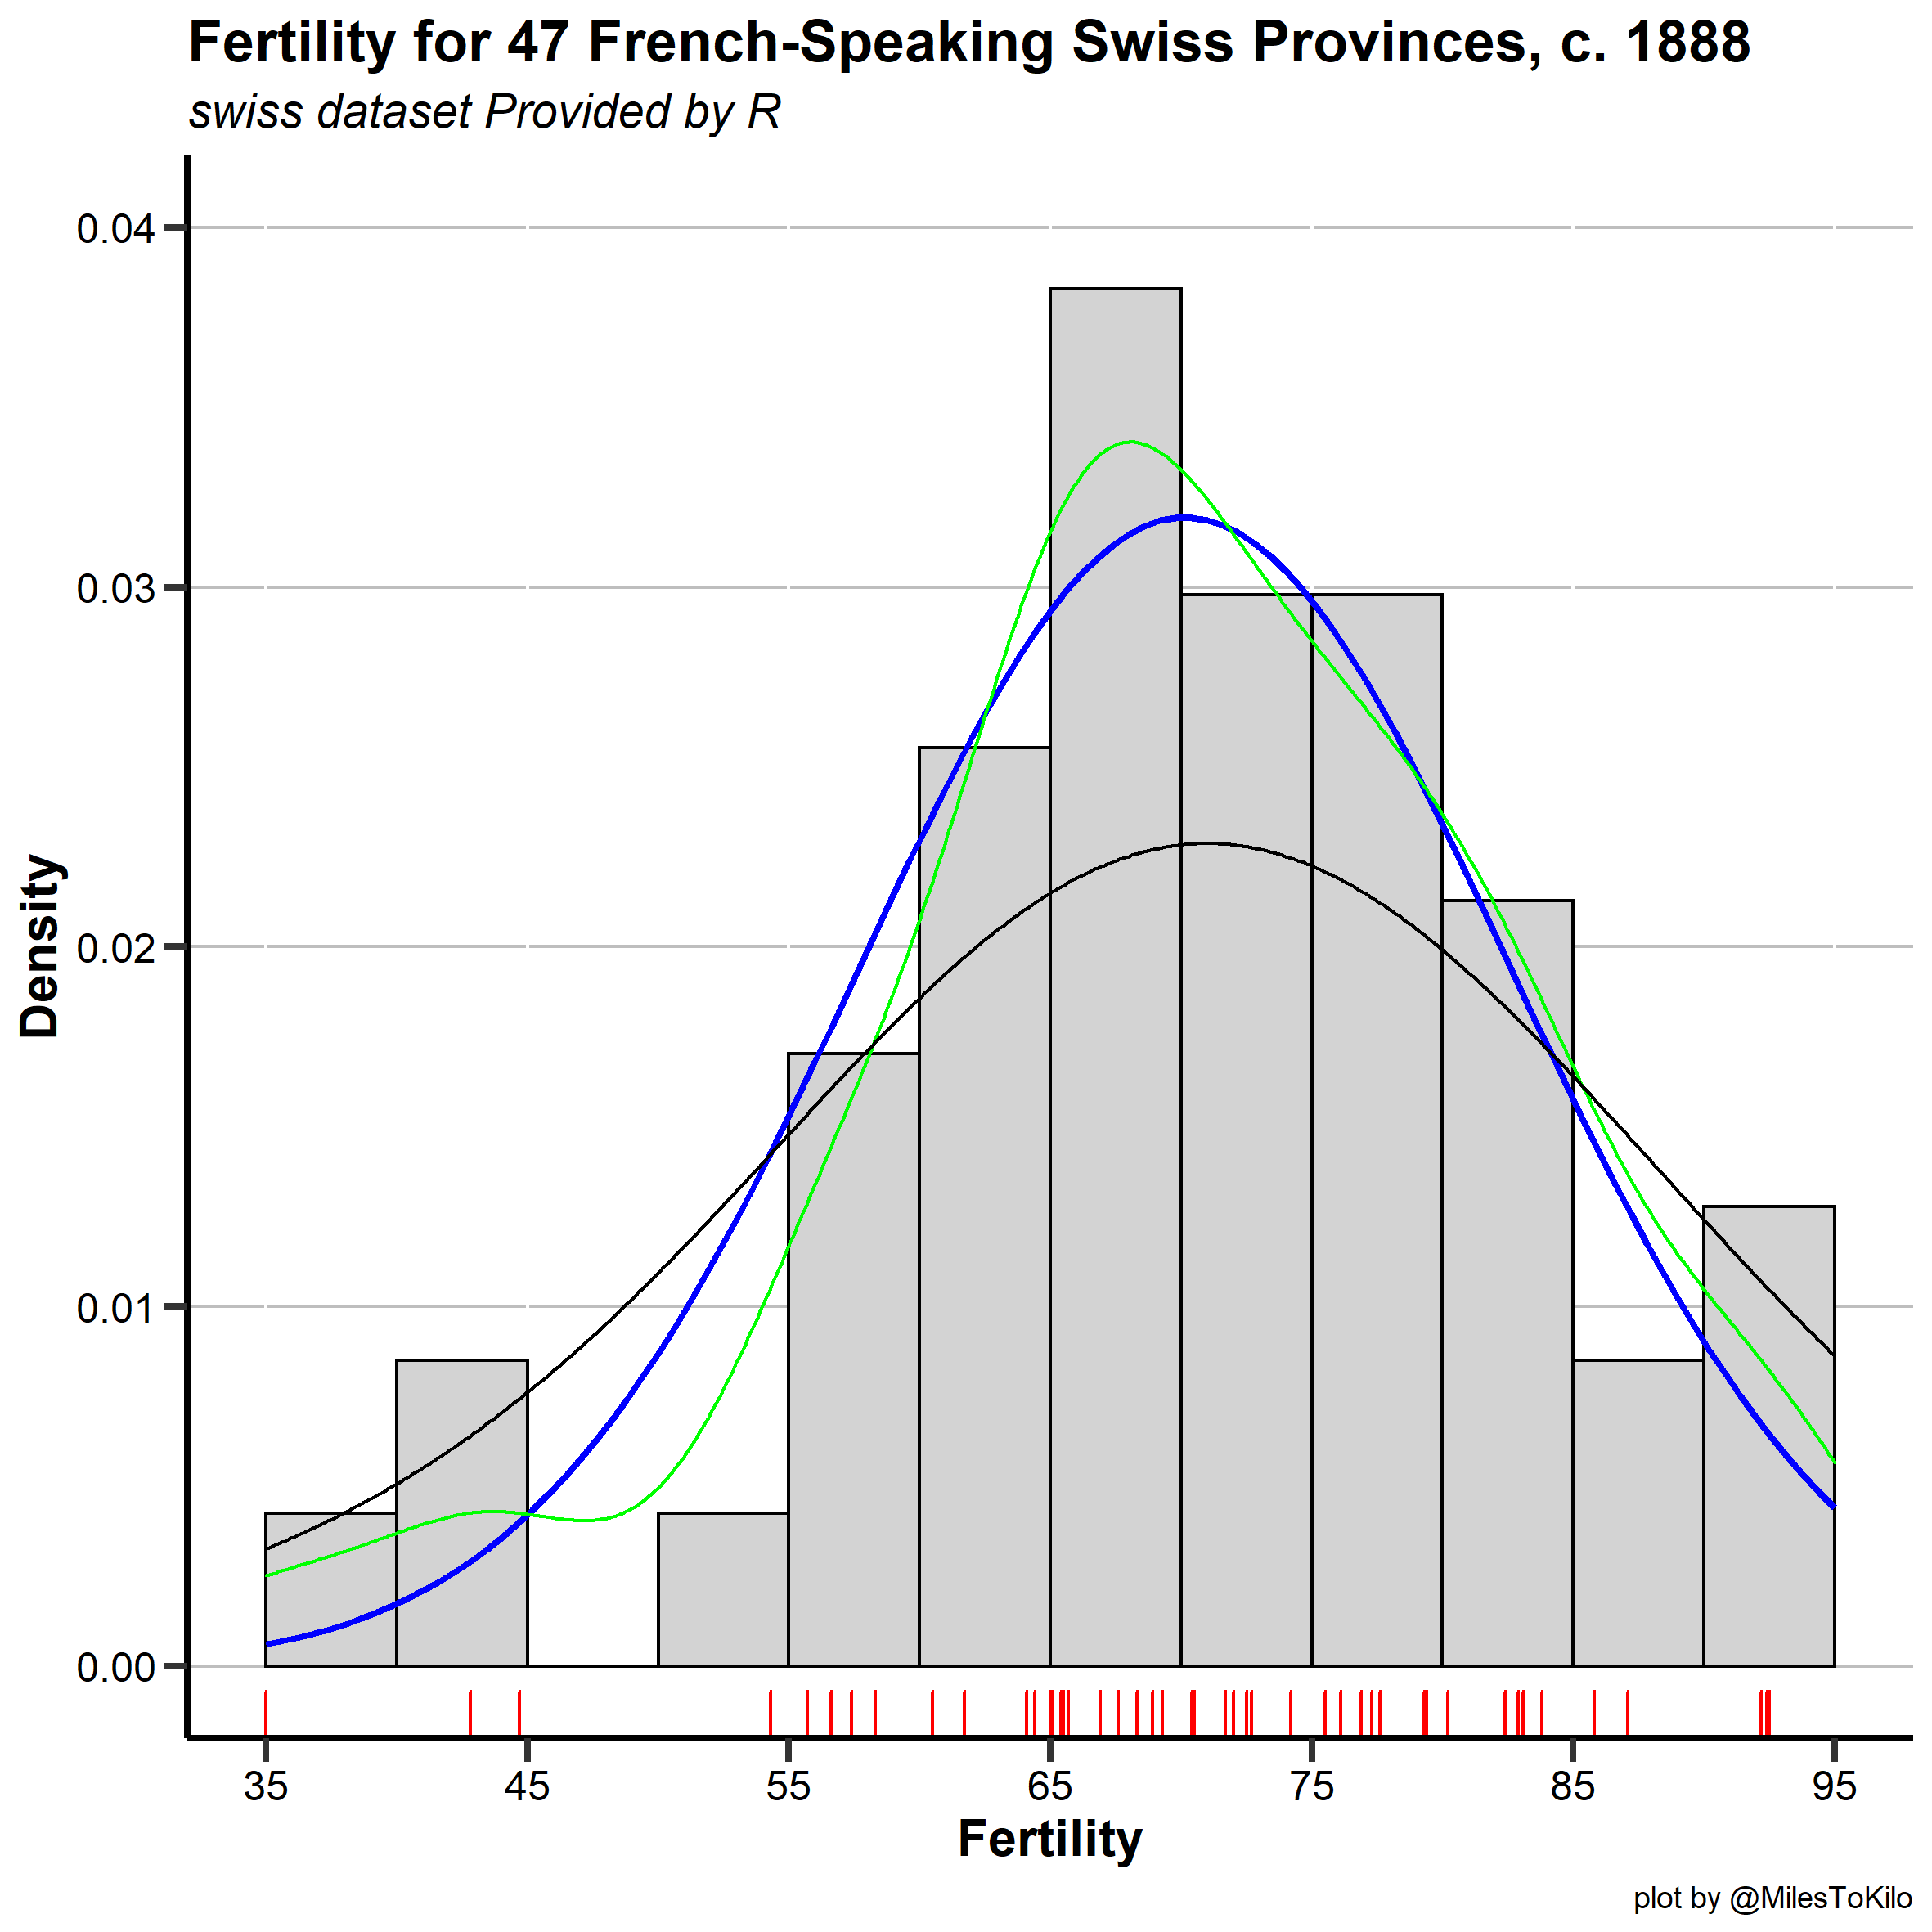 Fertility for 47 French-Speaking Swiss Provinces, c. 1888
swiss dataset Provided by R
0.04
0.03
0.02
0.01
0.00
Density
35 45 55 65 75 85 95
Fertility
plot by @MilesToKilo